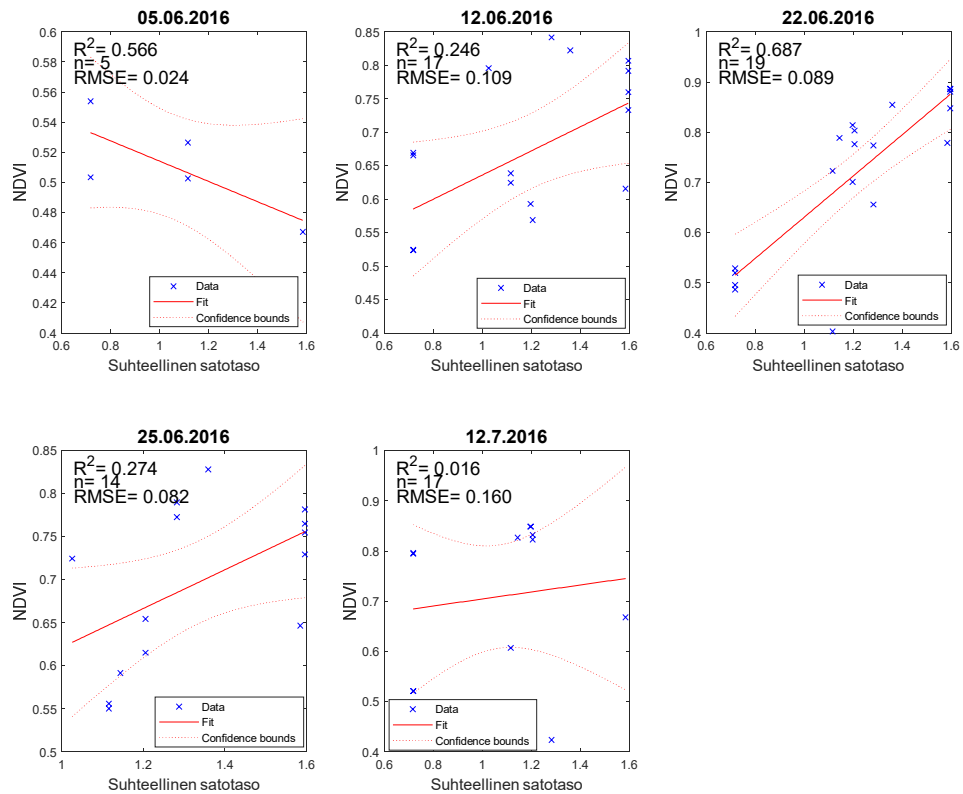 05.06.2016
R2= 0.566
n= 5
RMSE= 0.024
0.6
0.58
0.56
0.54
0.52
0.5
0.48
0.46
0.44
0.42
0.4
NDVI
Data
Fit
Confidence bounds
0.6 0.8 1 1.2 1.4 1.6
Suhteellinen satotaso
12.06.2016
R2= 0.246
n= 17
RMSE= 0.109
0.85
0.8
0.75
0.7
0.65
0.6
0.55
0.5
0.45
0.4
NDVI
Data
Fit
Confidence bounds
0.6 0.8 1 1.2 1.4 1.6
Suhteellinen satotaso
22.06.2016
R2= 0.687
n= 19
RMSE= 0.089
1
0.9
0.8
0.7
0.6
0.5
0.4
NDVI
Data
Fit
Confidence bounds
0.6 0.8 1 1.2 1.4 1.6
Suhteellinen satotaso
25.06.2016
R2= 0.274
n= 14
RMSE= 0.082
0.85
0.8
0.75
0.7
0.65
0.6
0.55
0.5
NDVI
Data
Fit
Confidence bounds
1 1.2 1.4 1.6
Suhteellinen satotaso
12.7.2016
R2= 0.016
n= 17
RMSE= 0.160
1
0.9
0.8
0.7
0.6
0.5
0.4
NDVI
Data
Fit
Confidence bounds
0.6 0.8 1 1.2 1.4 1.6
Suhteellinen satotaso